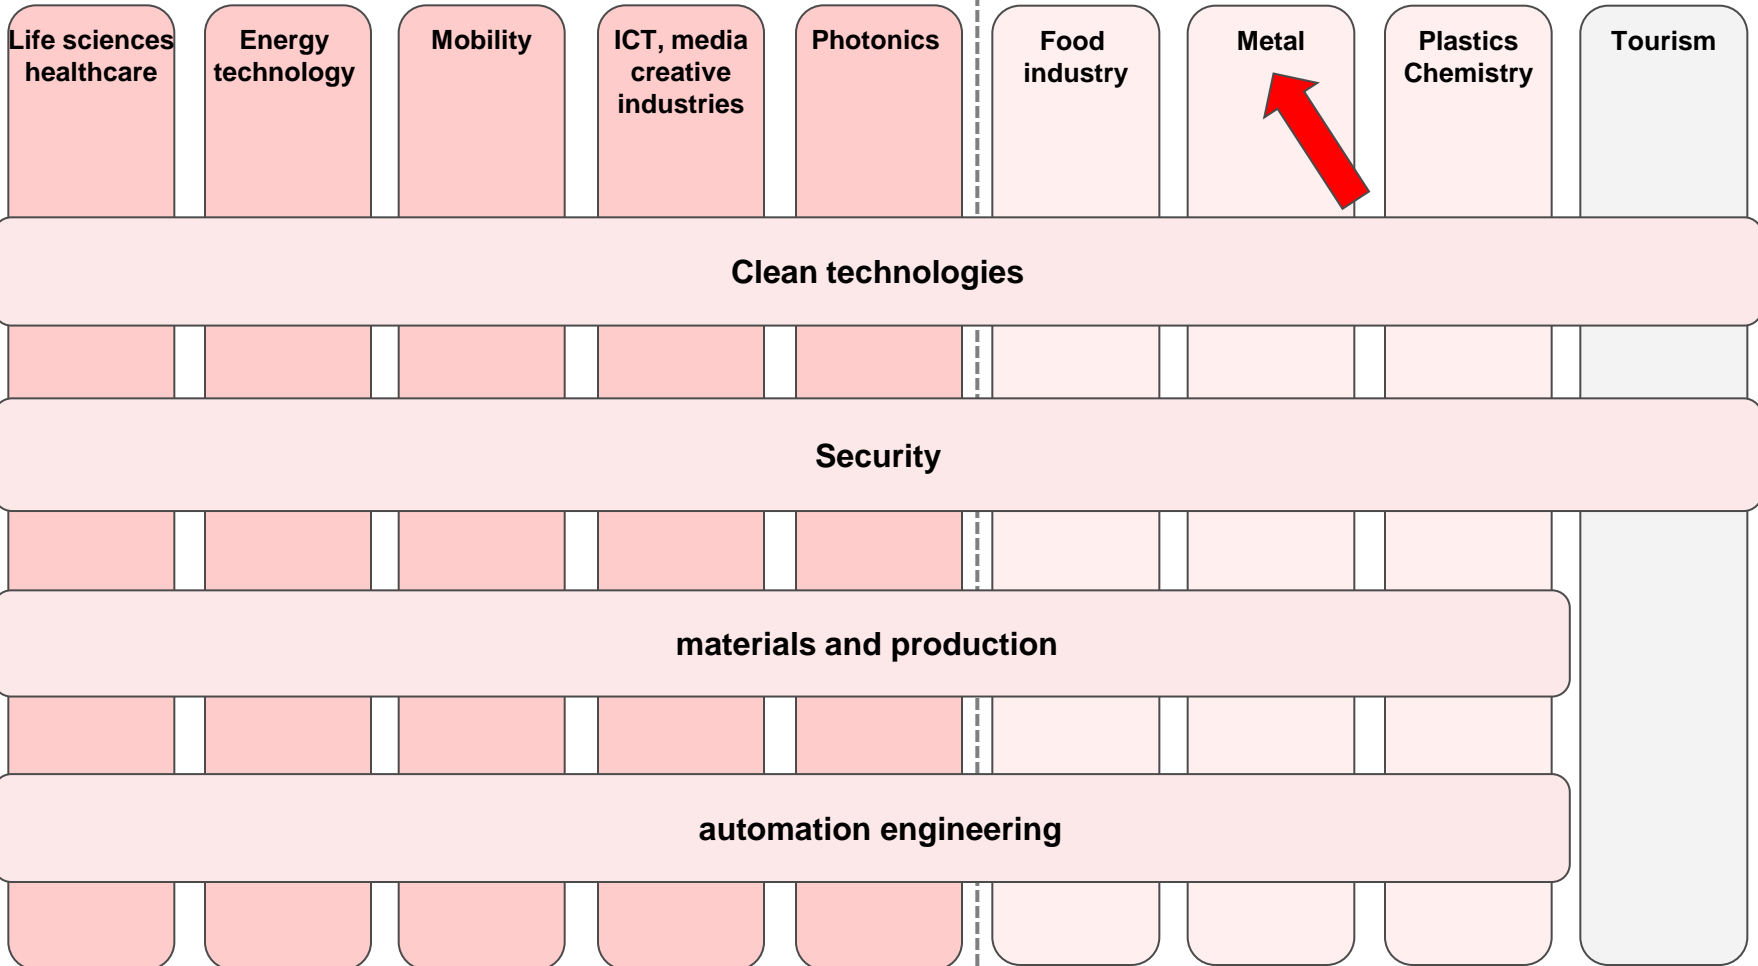 Life sciences
healthcare
Energy
technology
Mobility
ICT, media
creative
industries
Photonics
Food
industry
Metal
Plastics
Chemistry
Tourism
Clean technologies
Security
materials and production
automation engineering